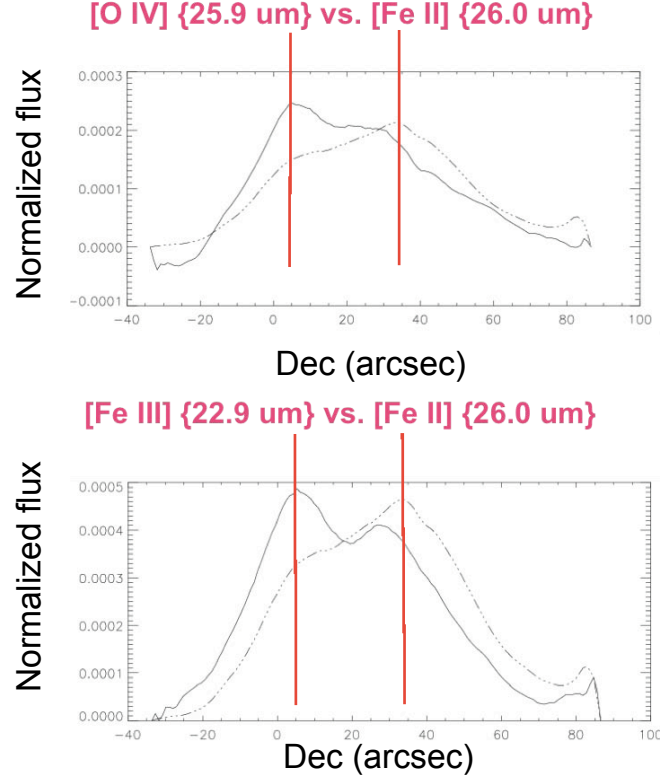 [O IV] {25.9 um} vs. [Fe II] {26.0 um}
Normalized flux
0.0003
0.0002
0.0001
0.0000
-0.0001
-40 -20 0 20 40 60 80 100
Dec (arcsec)
[Fe III] {22.9 um} vs. [Fe II] {26.0 um}
Normalized flux
0.0005
0.0004
0.0003
0.0002
0.0001
0.0000
-40 -20 0 20 40 60 80 100
Dec (arcsec)